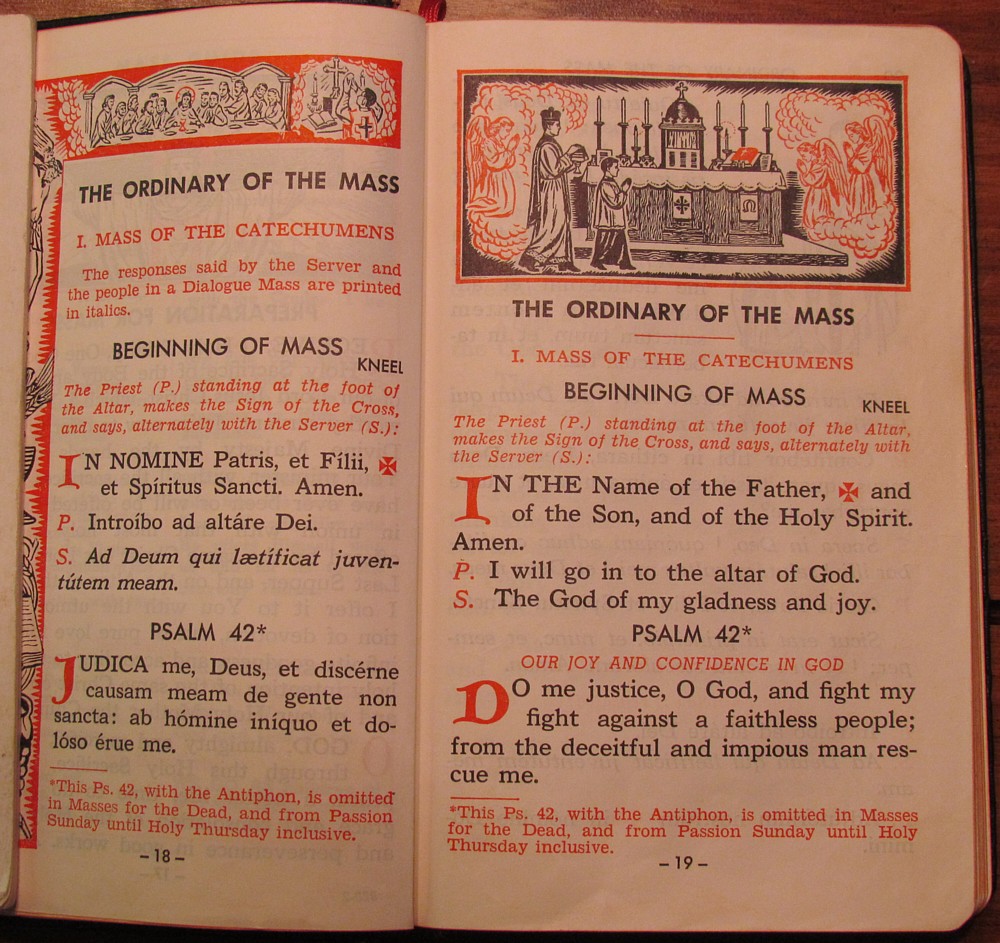 THE ORDINARY OF THE MASS
I. MASS OF THE CATECHUMENS
The responses said by the Server and
the people in a Dialogue Mass are printed
in italics.
BEGINNING OF MASS
KNEEL
The Priest (P.) standing at the foot of
the Altar, makes the Sign of the Cross,
and says, alternately with the Server (S.):
IN NOMINE Patris, et Fílii, ✠
et Spíritus Sancti. Amen.
P. Introíbo ad altáre Dei.
S. Ad Deum qui lætíficat juven-
tútem meam.
PSALM 42*
JUDICA me, Deus, et discérne
causam meam de gente non
sancta: ab hómine iníquo et do-
lóso érue me.
*This Ps. 42, with the Antiphon, is omitted
in Masses for the Dead, and from Passion
Sunday until Holy Thursday inclusive.
– 18 –
THE ORDINARY OF THE MASS
I. MASS OF THE CATECHUMENS
BEGINNING OF MASS
KNEEL
The Priest (P.) standing at the foot of the Altar,
makes the Sign of the Cross, and says, alternately with
the Server (S.):
IN THE Name of the Father, ✠ and
of the Son, and of the Holy Spirit.
Amen.
P. I will go in to the altar of God.
S. The God of my gladness and joy.
PSALM 42*
OUR JOY AND CONFIDENCE IN GOD
DO me justice, O God, and fight my
fight against a faithless people;
from the deceitful and impious man res-
cue me.
*This Ps. 42, with the Antiphon, is omitted in Masses
for the Dead, and from Passion Sunday until Holy
Thursday inclusive.
– 19 –